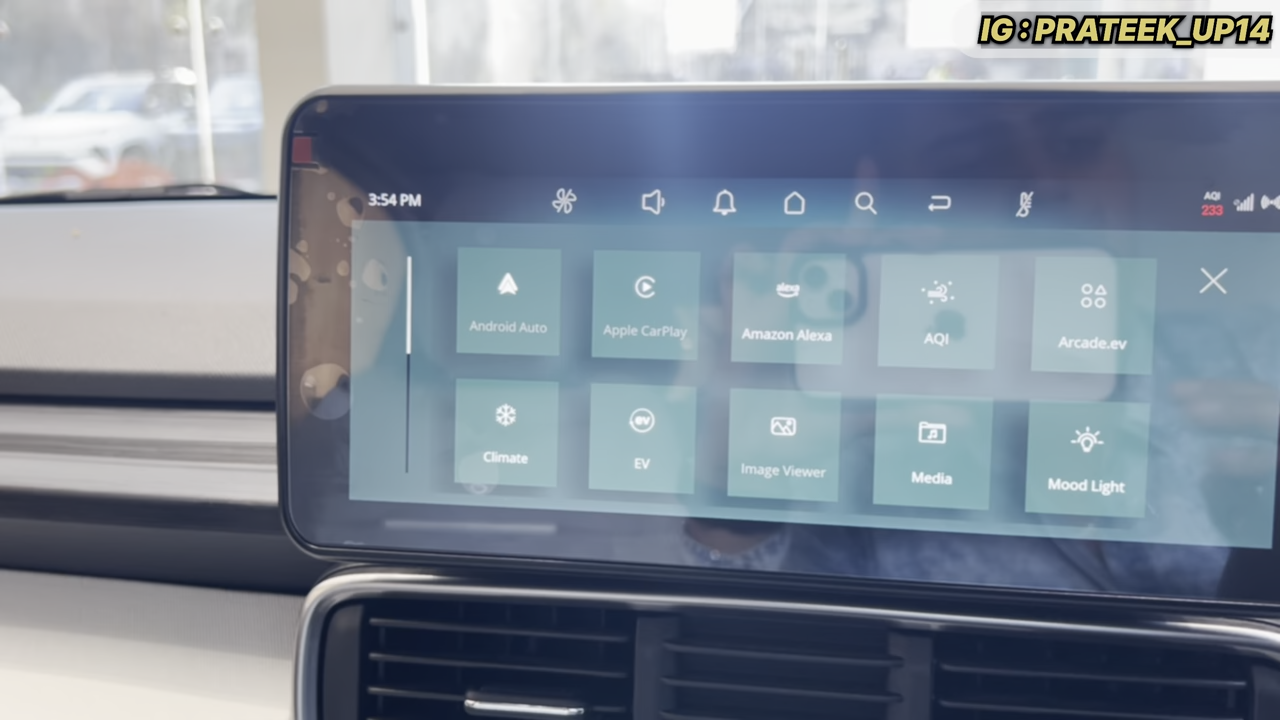 IG : PRATEEK_UP14
3:54 PM
AQI
233
Android Auto
Apple CarPlay
alexa
Amazon Alexa
AQI
Arcade.ev
Climate
ev
EV
Image Viewer
Media
Mood Light